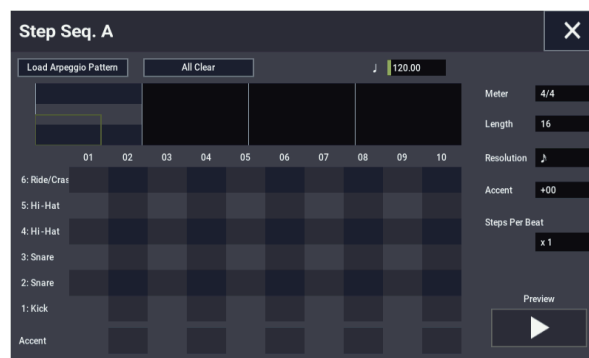 Step Seq. A
Load Arpeggio Pattern All Clear ♩ 120.00
Meter 4/4
Length 16
Resolution ♪
Accent +00
Steps Per Beat
x 1
01 02 03 04 05 06 07 08 09 10
6: Ride/Cras
5: Hi-Hat
4: Hi-Hat
3: Snare
2: Snare
1: Kick
Accent
Preview